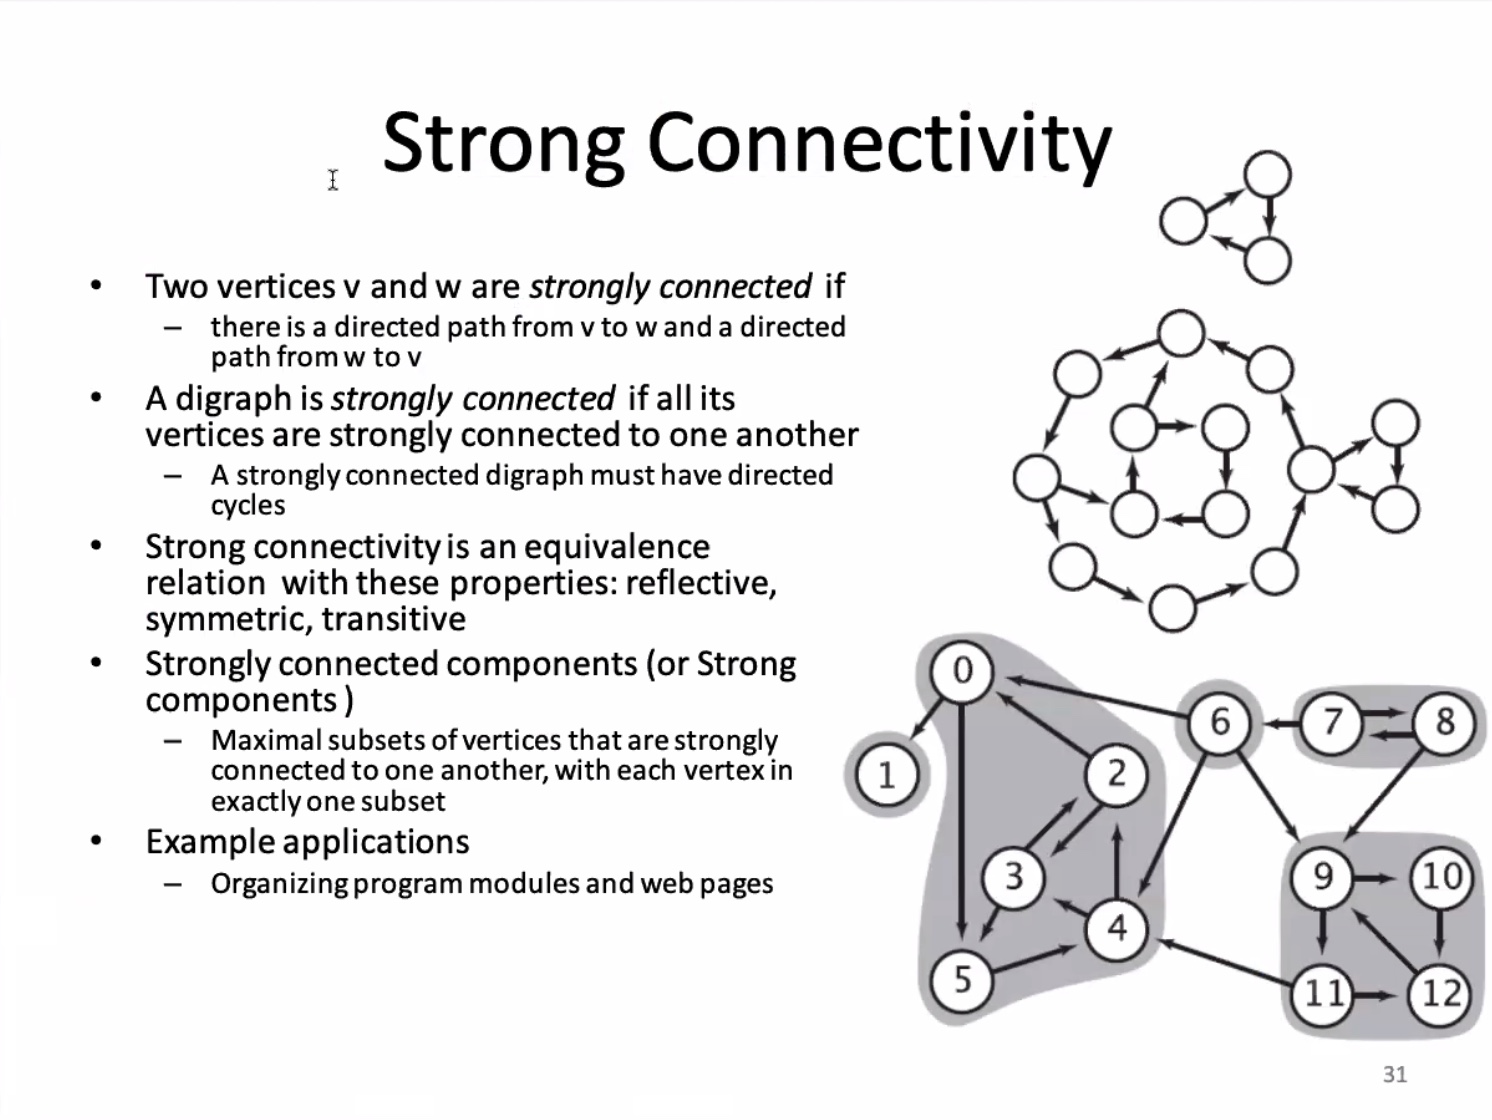 Strong Connectivity
• Two vertices v and w are strongly connected if
– there is a directed path from v to w and a directed
path from w to v
• A digraph is strongly connected if all its
vertices are strongly connected to one another
– A strongly connected digraph must have directed
cycles
• Strong connectivity is an equivalence
relation with these properties: reflective,
symmetric, transitive
• Strongly connected components (or Strong
components )
– Maximal subsets of vertices that are strongly
connected to one another, with each vertex in
exactly one subset
• Example applications
– Organizing program modules and web pages
0
6
7
8
1
2
3
9
10
4
5
11
12
31